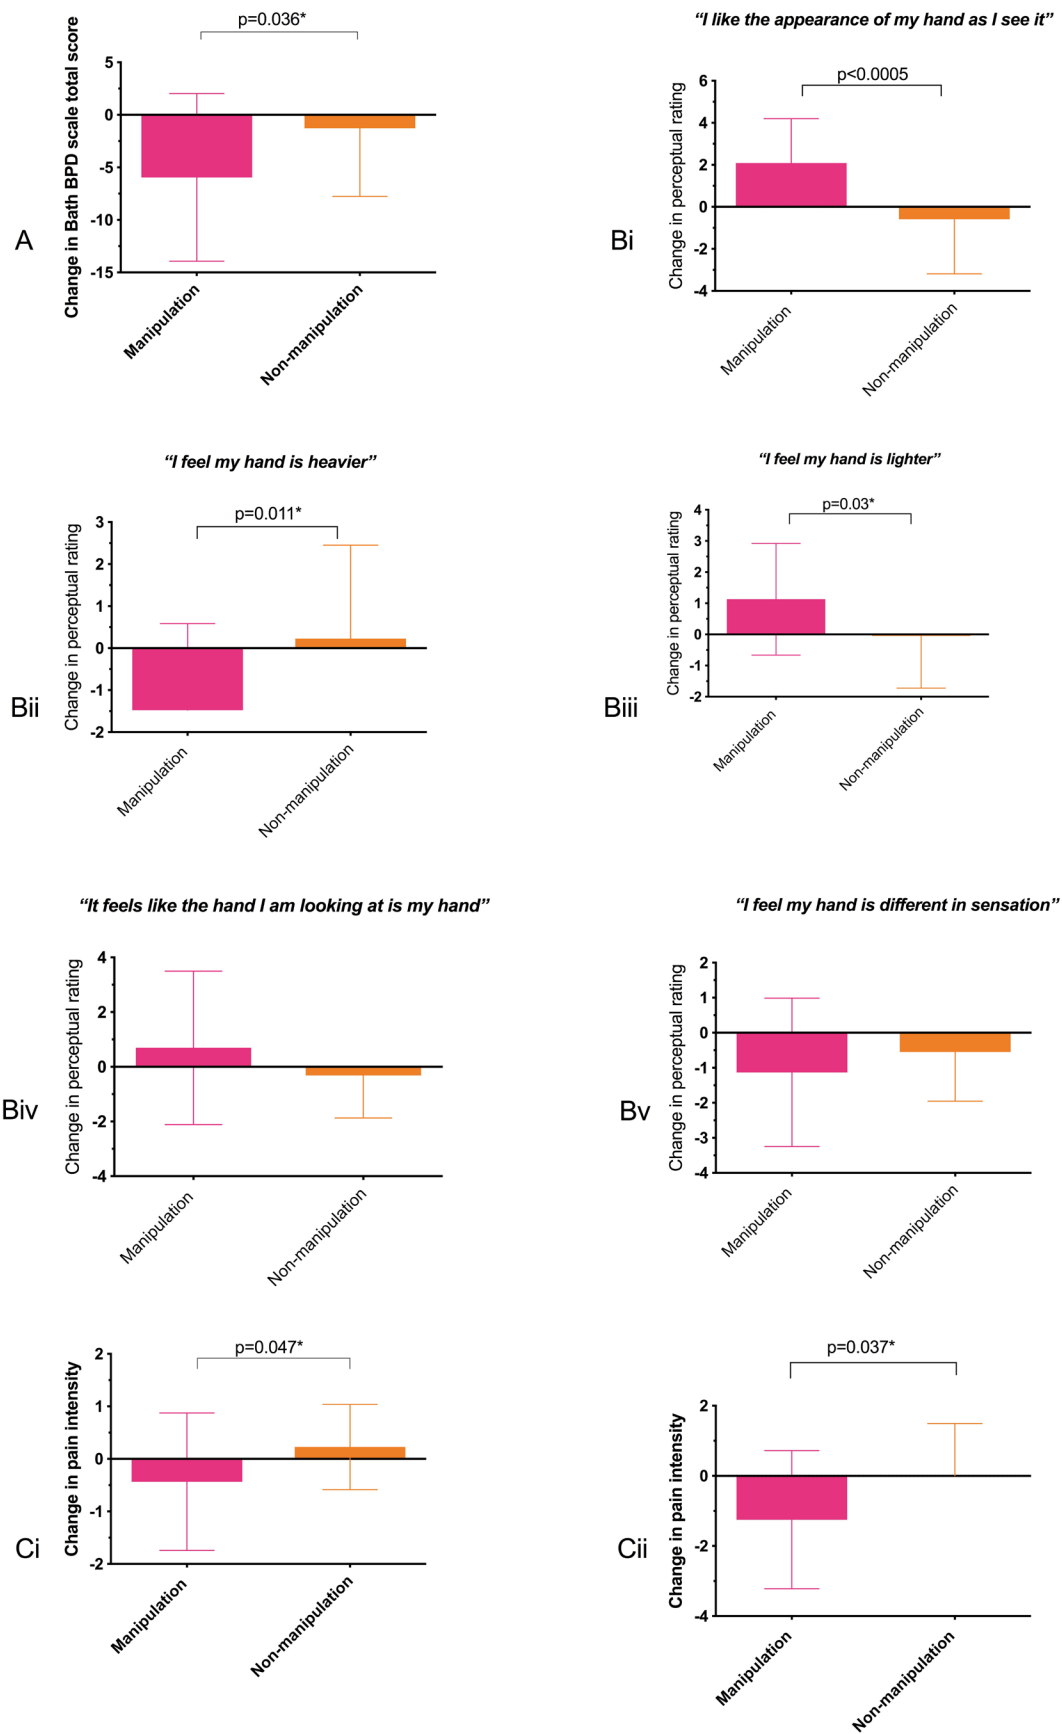 A
p=0.036*
Change in Bath BPD scale total score
5
0
-5
-10
-15
Manipulation
Non-manipulation
Bi
“I like the appearance of my hand as I see it”
p<0.0005
Change in perceptual rating
6
4
2
0
-2
-4
Manipulation
Non-manipulation
Bii
“I feel my hand is heavier”
p=0.011*
Change in perceptual rating
3
2
1
0
-1
-2
Manipulation
Non-manipulation
Biii
“I feel my hand is lighter”
p=0.03*
Change in perceptual rating
4
3
2
1
0
-1
-2
Manipulation
Non-manipulation
Biv
“It feels like the hand I am looking at is my hand”
Change in perceptual rating
4
2
0
-2
-4
Manipulation
Non-manipulation
Bv
“I feel my hand is different in sensation”
Change in perceptual rating
2
1
0
-1
-2
-3
-4
Manipulation
Non-manipulation
Ci
p=0.047*
Change in pain intensity
2
1
0
-1
-2
Manipulation
Non-manipulation
Cii
p=0.037*
Change in pain intensity
2
0
-2
-4
Manipulation
Non-manipulation